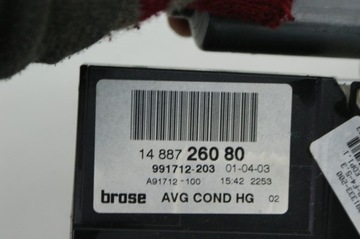 14 887 260 80
991712-203 01-04-03
A91712-100 15:42 2253
brose AVG COND HG 02